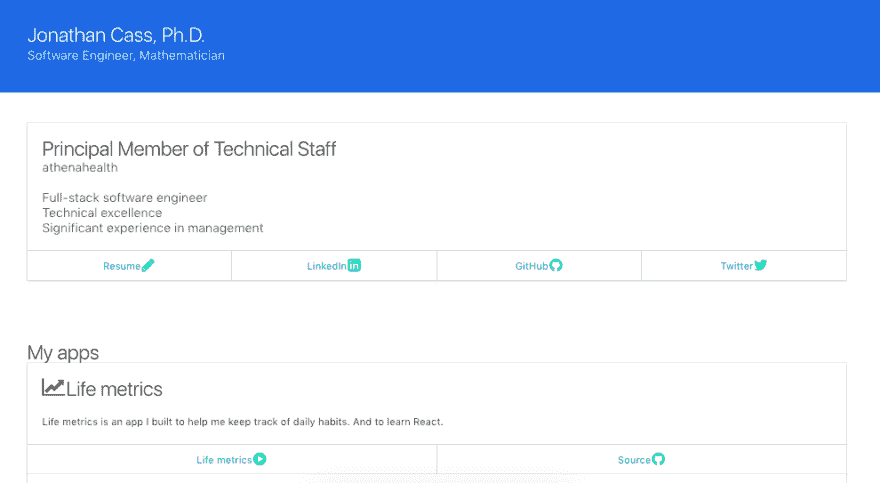 Jonathan Cass, Ph.D.
Software Engineer, Mathematician
Principal Member of Technical Staff
athenahealth
Full-stack software engineer
Technical excellence
Significant experience in management
Resume
LinkedIn
GitHub
Twitter
My apps
Life metrics
Life metrics is an app I built to help me keep track of daily habits. And to learn React.
Life metrics
Source